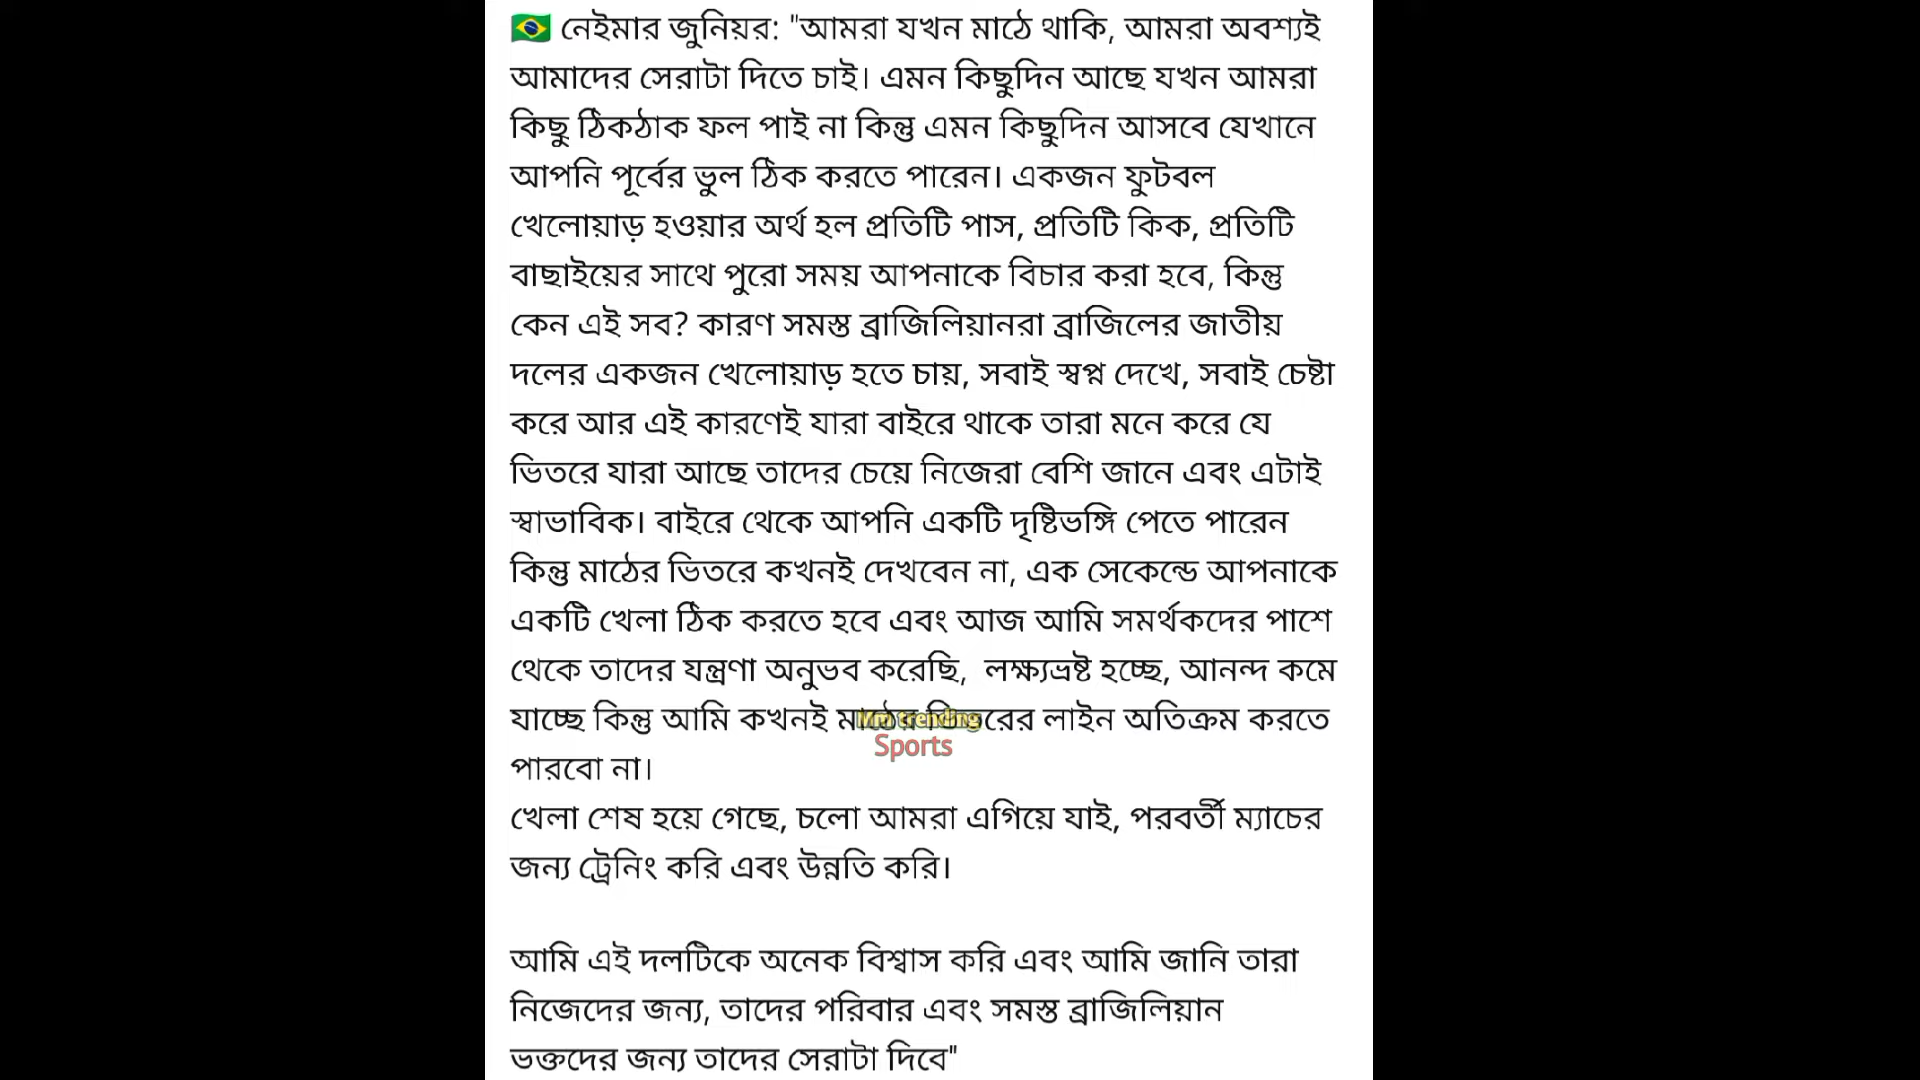 🇧🇷 নেইমার জুনিয়র: "আমরা যখন মাঠে থাকি, আমরা অবশ্যই
আমাদের সেরাটা দিতে চাই। এমন কিছুদিন আছে যখন আমরা
কিছু ঠিকঠাক ফল পাই না কিন্তু এমন কিছুদিন আসবে যেখানে
আপনি পূর্বের ভুল ঠিক করতে পারেন। একজন ফুটবল
খেলোয়াড় হওয়ার অর্থ হল প্রতিটি পাস, প্রতিটি কিক, প্রতিটি
বাছাইয়ের সাথে পুরো সময় আপনাকে বিচার করা হবে, কিন্তু
কেন এই সব? কারণ সমস্ত ব্রাজিলিয়ানরা ব্রাজিলের জাতীয়
দলের একজন খেলোয়াড় হতে চায়, সবাই স্বপ্ন দেখে, সবাই চেষ্টা
করে আর এই কারণেই যারা বাইরে থাকে তারা মনে করে যে
ভিতরে যারা আছে তাদের চেয়ে নিজেরা বেশি জানে এবং এটাই
স্বাভাবিক। বাইরে থেকে আপনি একটি দৃষ্টিভঙ্গি পেতে পারেন
কিন্তু মাঠের ভিতরে কখনই দেখবেন না, এক সেকেন্ডে আপনাকে
একটি খেলা ঠিক করতে হবে এবং আজ আমি সমর্থকদের পাশে
থেকে তাদের যন্ত্রণা অনুভব করেছি, লক্ষ্যভ্রষ্ট হচ্ছে, আনন্দ কমে
যাচ্ছে কিন্তু আমি কখনই লাইন অতিক্রম করতে
Mm trending
Sports
পারবো না।
খেলা শেষ হয়ে গেছে, চলো আমরা এগিয়ে যাই, পরবর্তী ম্যাচের
জন্য ট্রেনিং করি এবং উন্নতি করি।
আমি এই দলটিকে অনেক বিশ্বাস করি এবং আমি জানি তারা
নিজেদের জন্য, তাদের পরিবার এবং সমস্ত ব্রাজিলিয়ান
ভক্তদের জন্য তাদের সেরাটা দিবে"